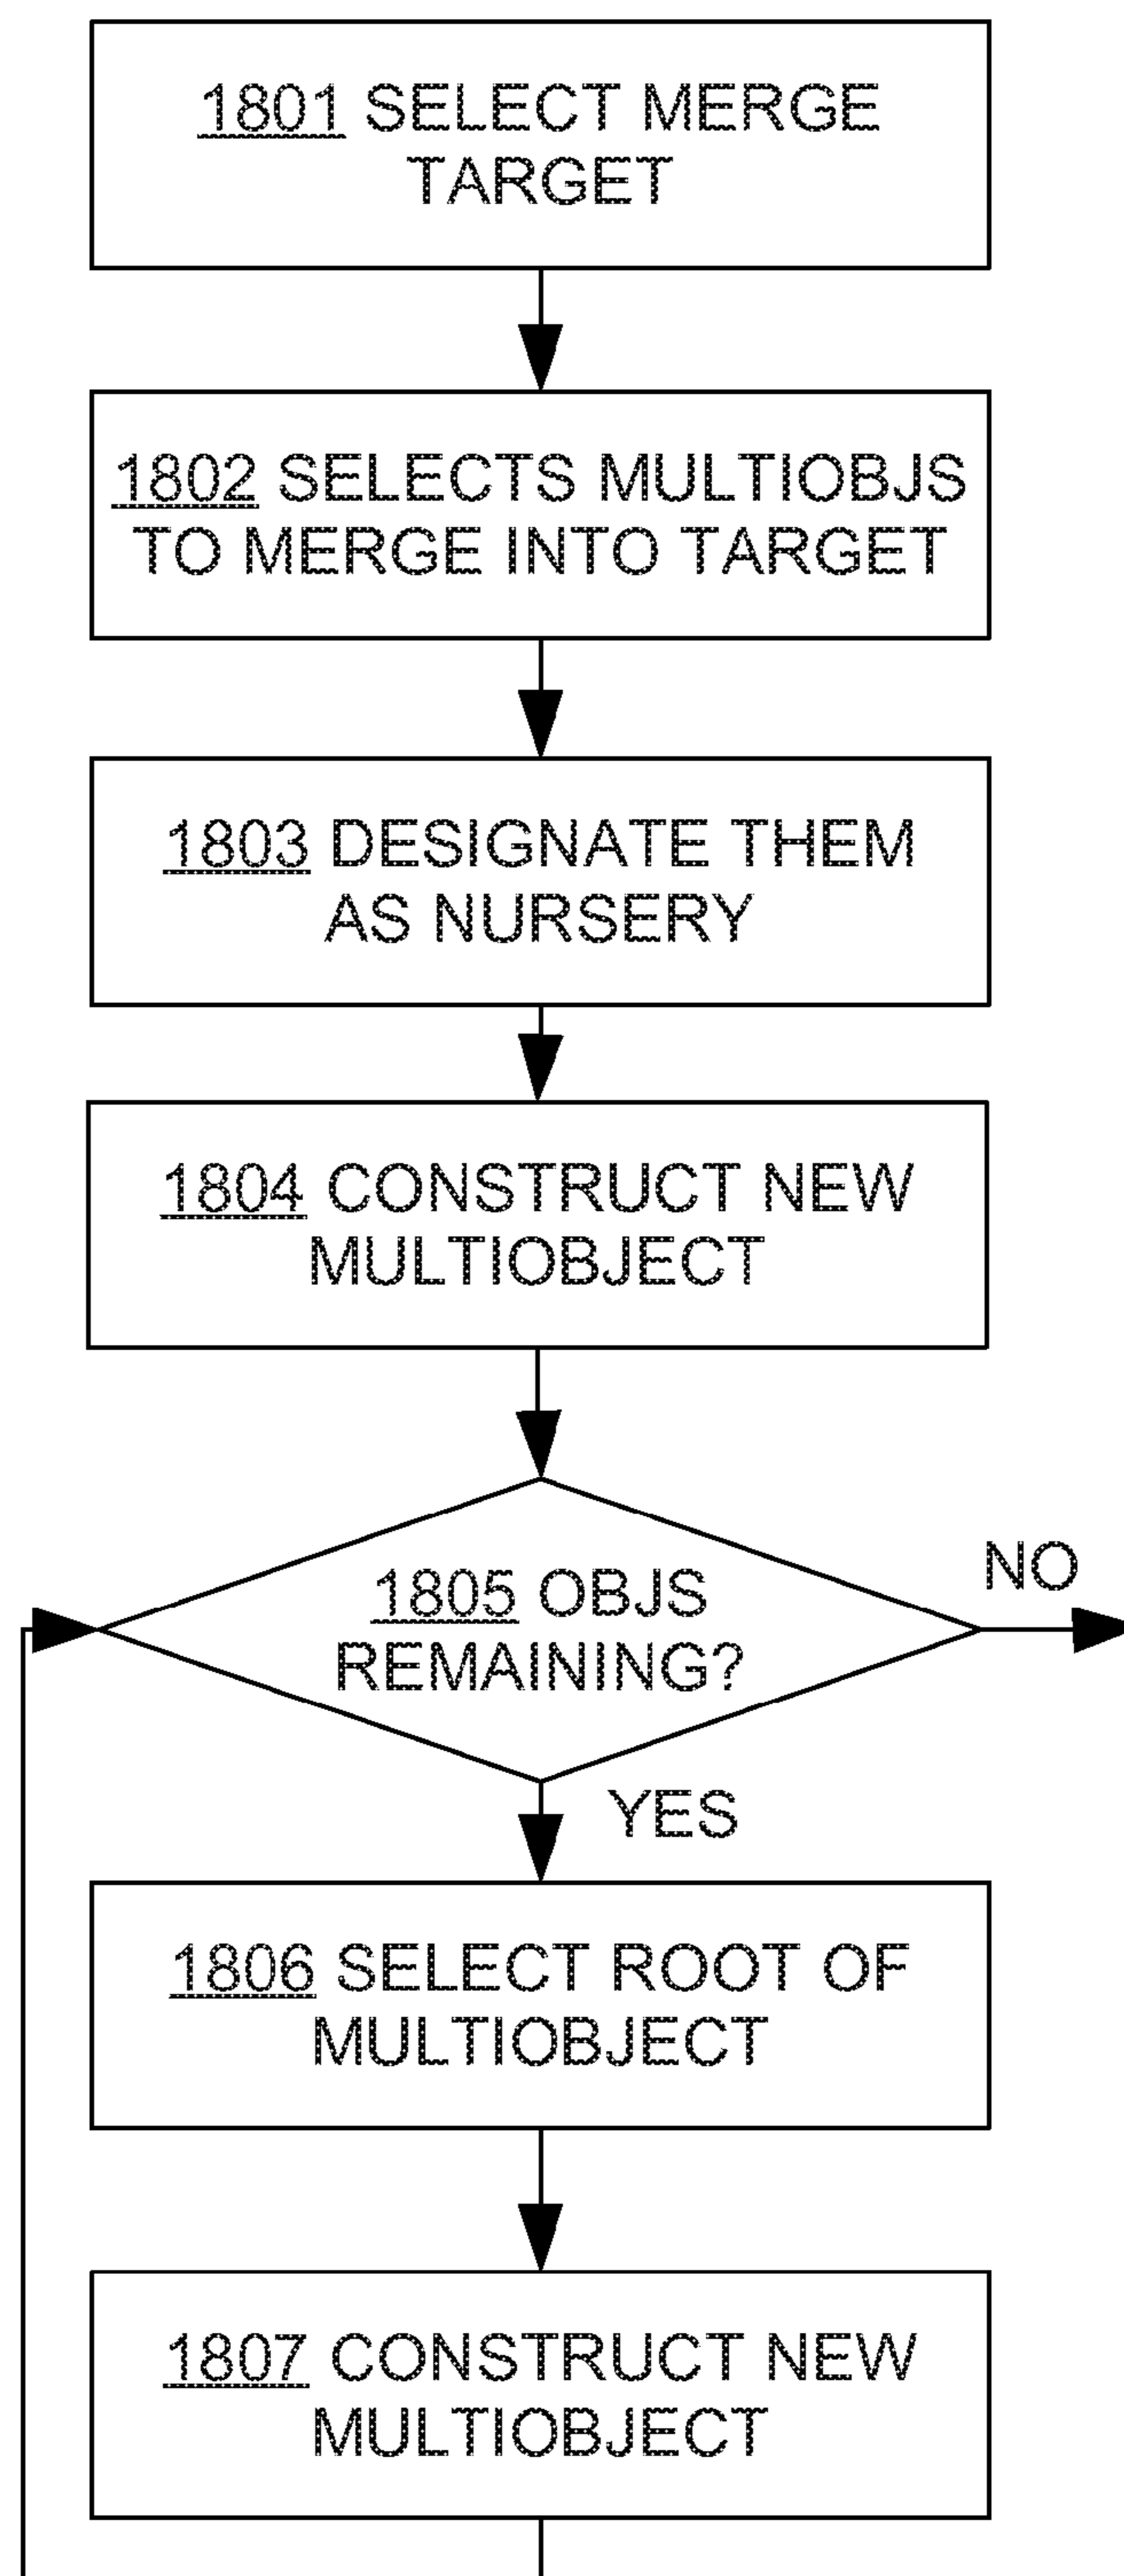 1801 SELECT MERGE
TARGET
1802 SELECTS MULTIOBJS
TO MERGE INTO TARGET
1803 DESIGNATE THEM
AS NURSERY
1804 CONSTRUCT NEW
MULTIOBJECT
1805 OBJS
REMAINING?
NO
YES
1806 SELECT ROOT OF
MULTIOBJECT
1807 CONSTRUCT NEW
MULTIOBJECT